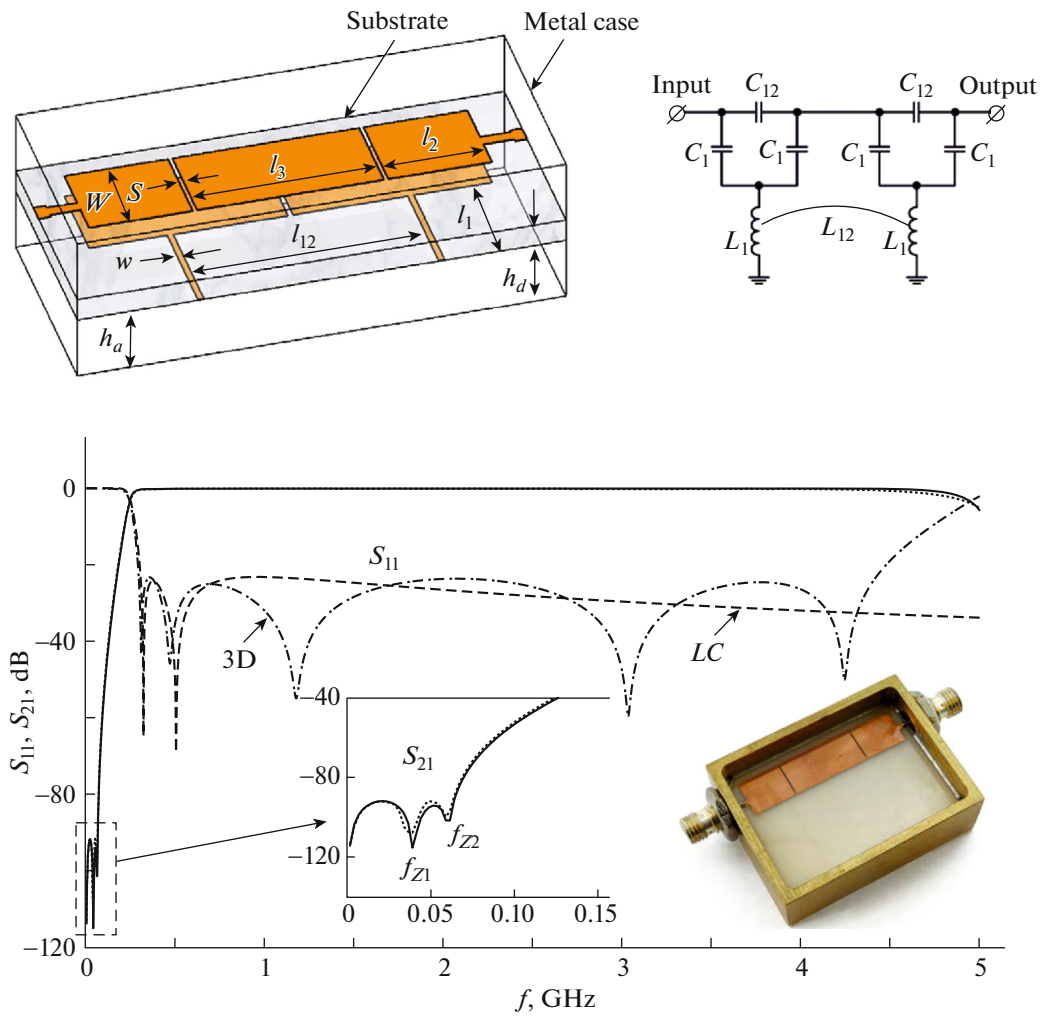 Substrate
Metal case
W
S
l3
l2
l12
l1
w
hd
ha
Input
C12
C12
Output
C1
C1
C1
C1
L1
L12
L1
S11, S21, dB
0
−40
−80
−120
S11
3D
LC
−40
−80
−120
S21
fZ1
fZ2
0
0.05
0.10
0.15
0
1
2
3
4
5
f, GHz